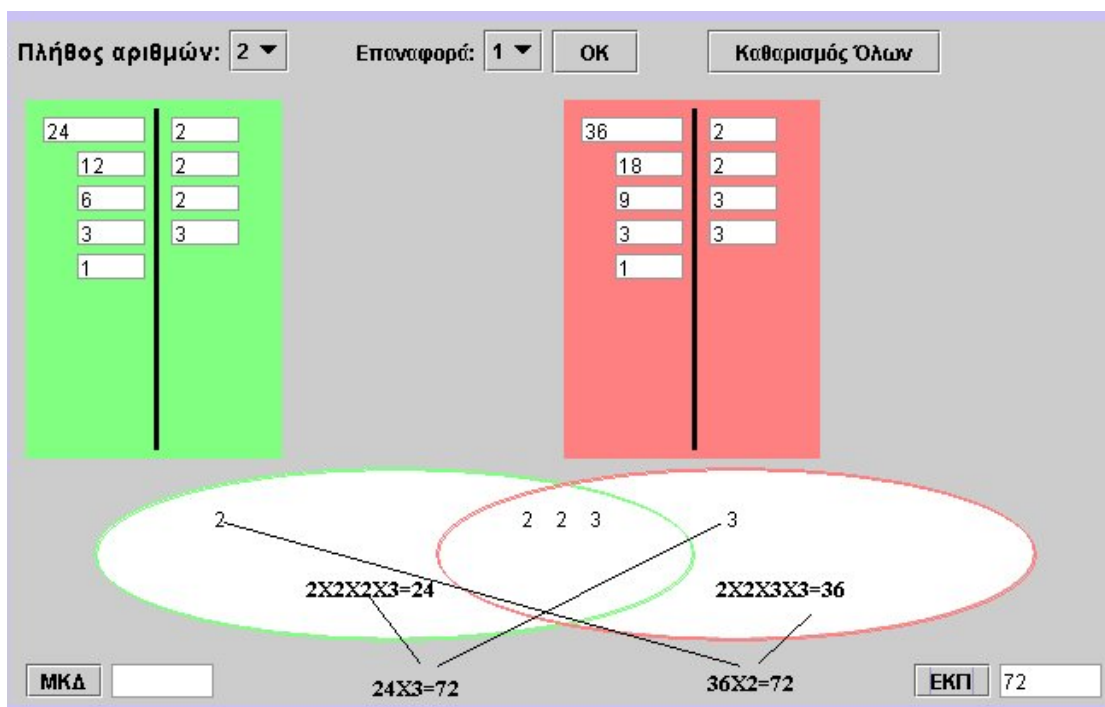 Πλήθος αριθμών: 2 Επαναφορά: 1 OK Καθαρισμός Όλων
24 2 36 2
12 2 18 2
6 2 9 3
3 3 3 3
1 1
2 2 2 3 3
2X2X2X3=24 2X2X3X3=36
ΜΚΔ 24X3=72 36X2=72 ΕΚΠ 72